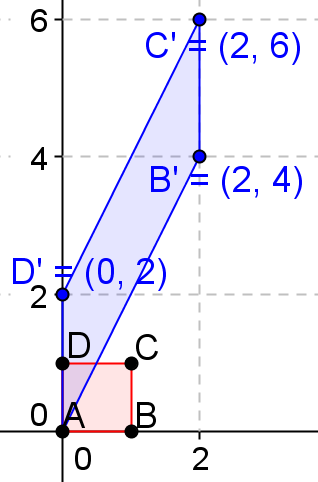 6
C' = (2, 6)
4
B' = (2, 4)
D' = (0, 2)
2
D C
0 A B
0 2